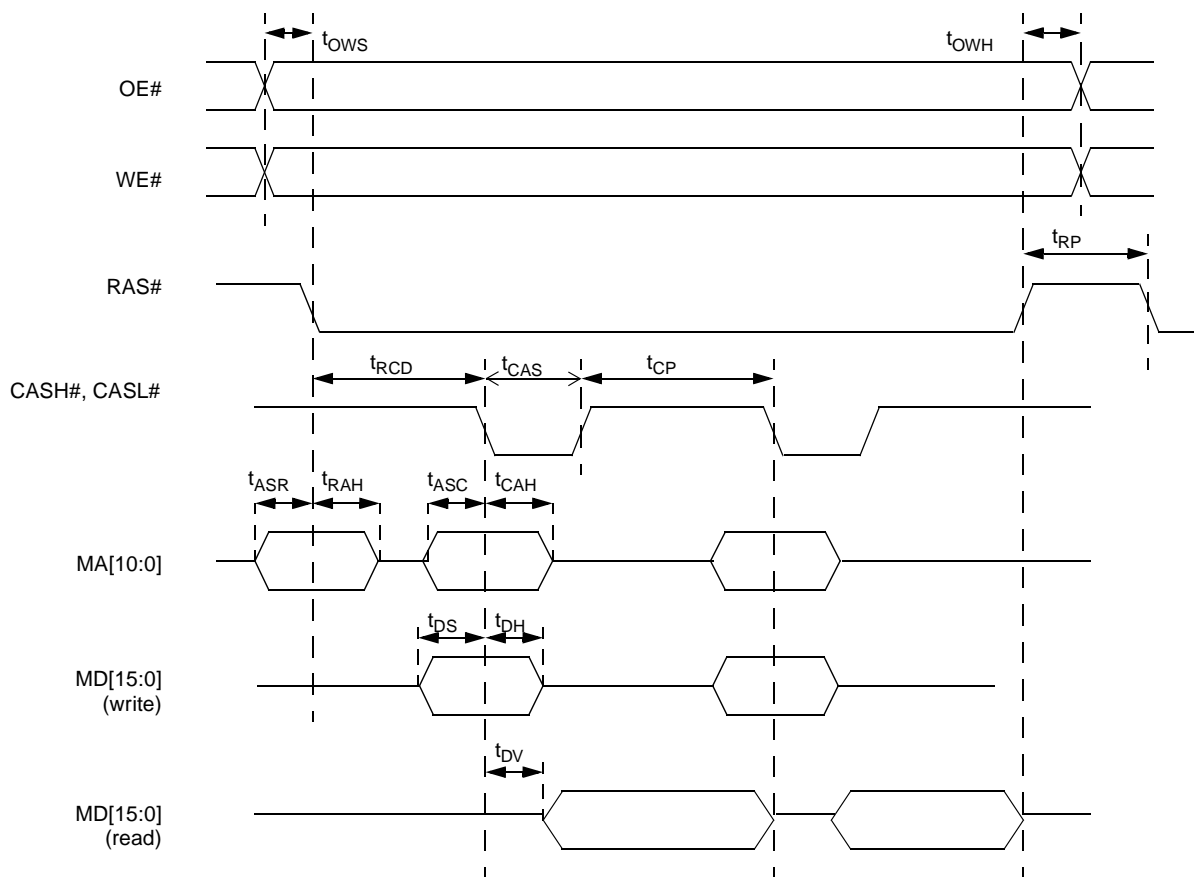 tOWS tOWH
OE#
WE#
tRP
RAS#
tRCD tCAS tCP
CASH#, CASL#
tASR tRAH tASC tCAH
MA[10:0]
tDS tDH
MD[15:0]
(write)
tDV
MD[15:0]
(read)